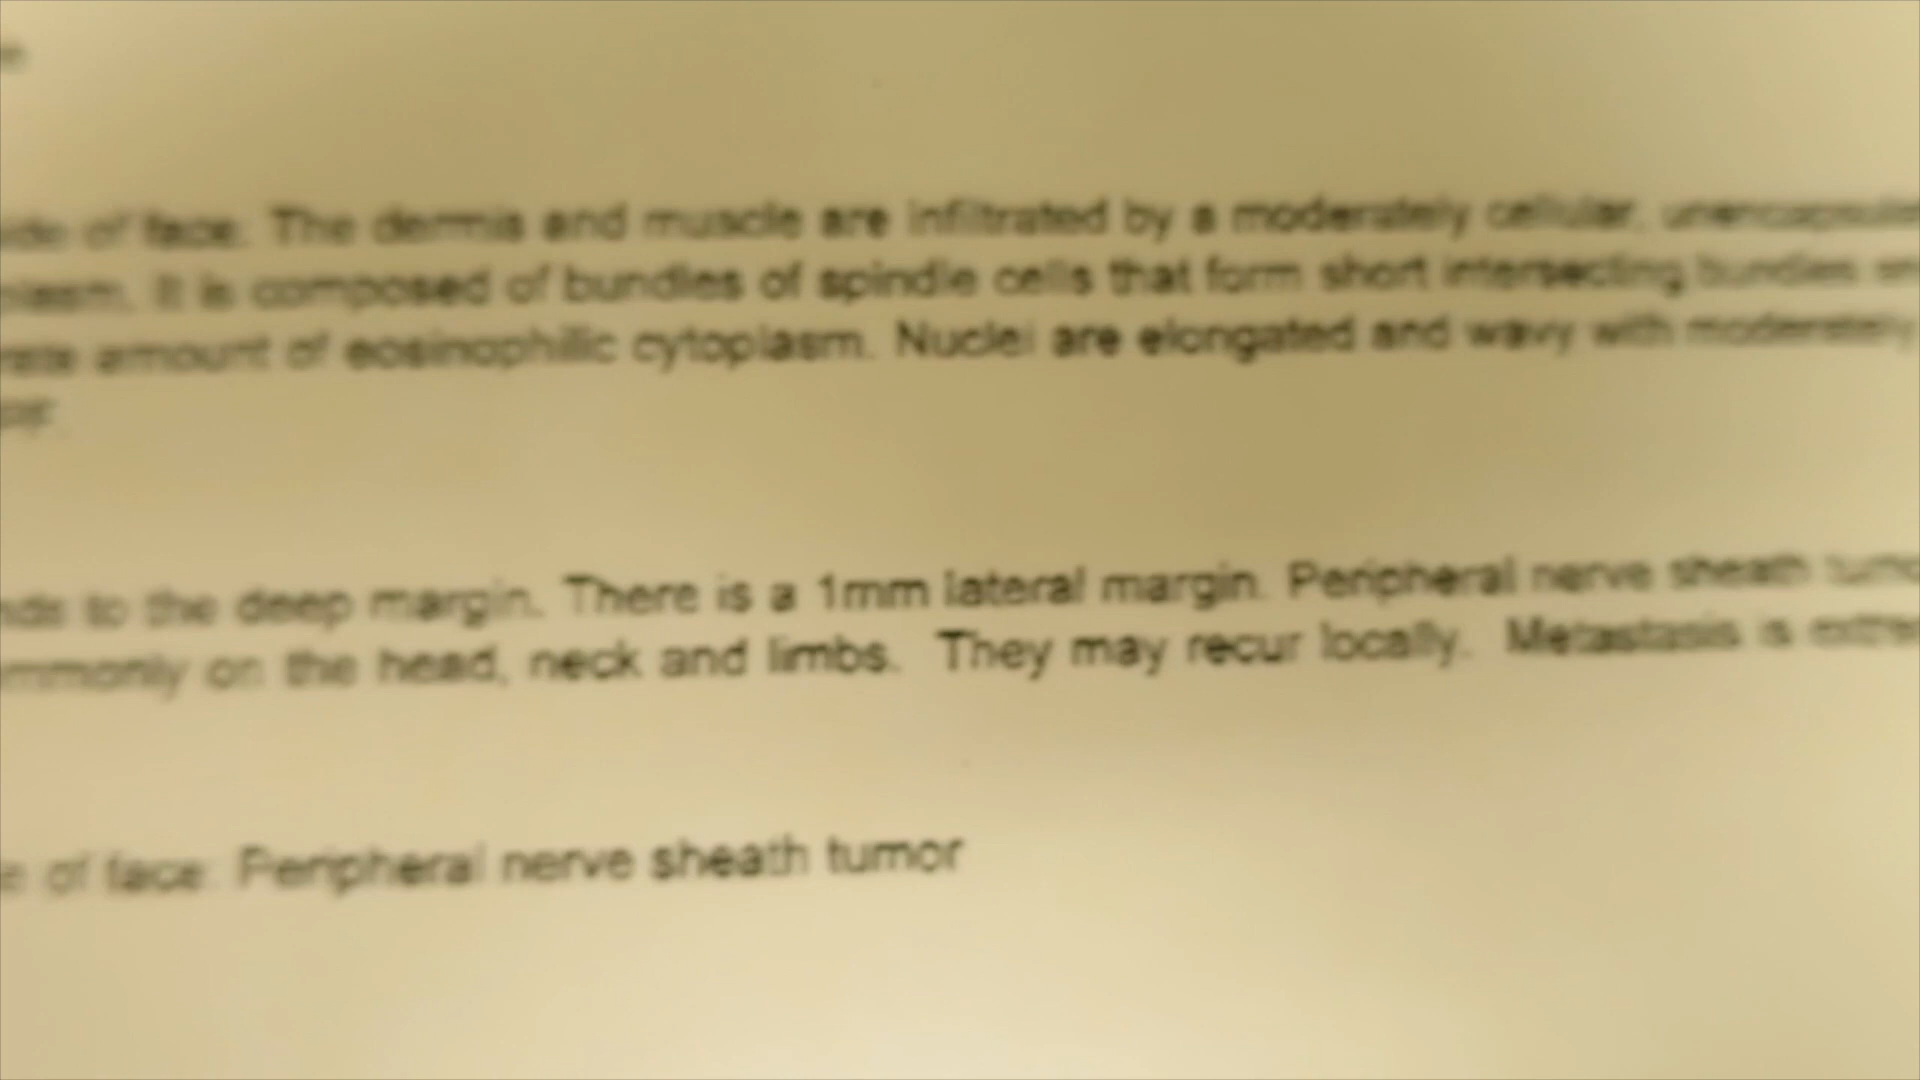 of face: The dermis and muscle are infiltrated by a moderately cellular,
It is composed of bundles of spindle cells that form short intersecting bundles
amount of eosinophilic cytoplasm. Nuclei are elongated and wavy with moderately
to the deep margin. There is a 1mm lateral margin. Peripheral nerve sheath
on the head, neck and limbs. They may recur locally. Metastasis is
of face: Peripheral nerve sheath tumor